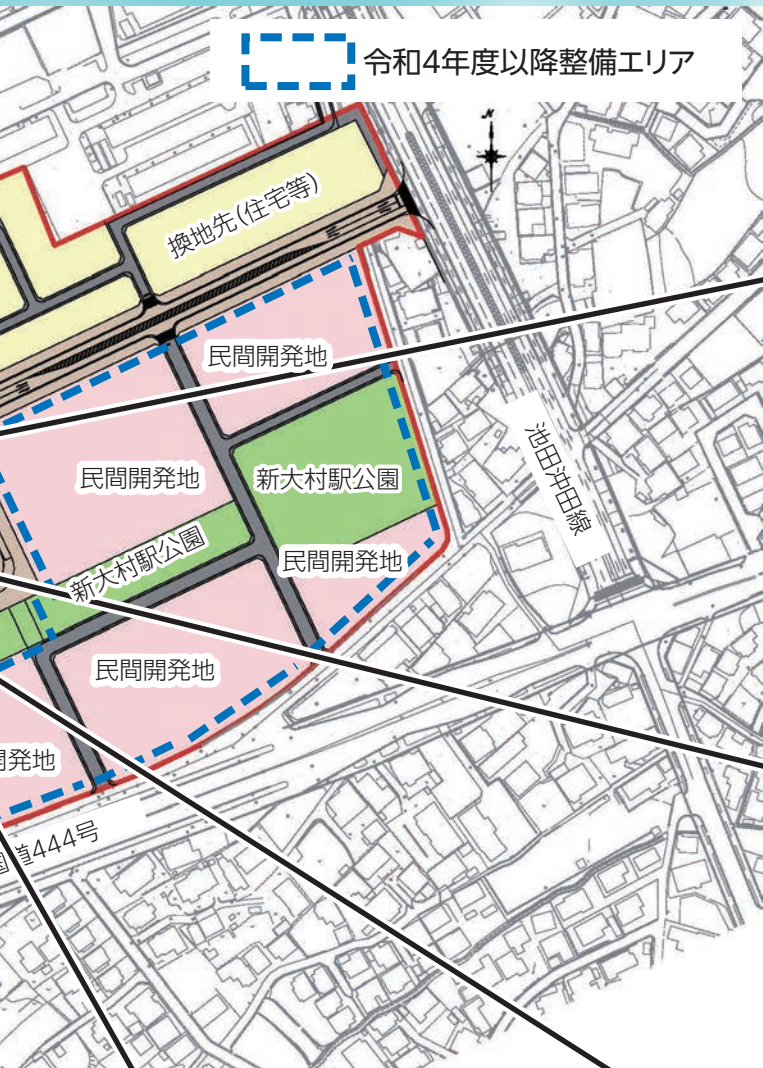 令和4年度以降整備エリア
換地先(住宅等)
民間開発地
民間開発地
新大村駅公園
池田沖田線
新大村駅公園
民間開発地
民間開発地
開発地
国道444号